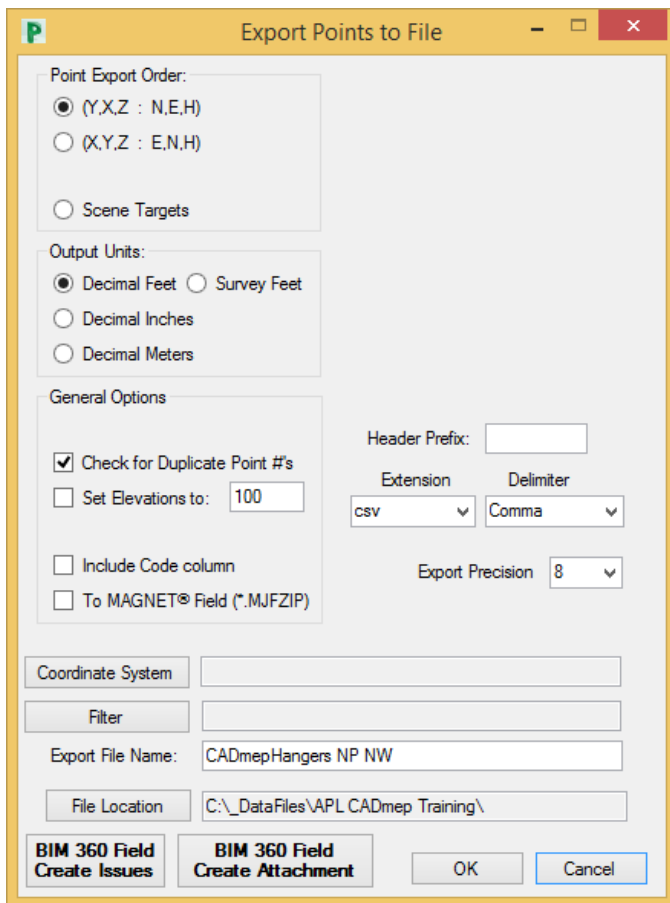 Export Points to File
Point Export Order:
(Y,X,Z : N,E,H)
(X,Y,Z : E,N,H)
Scene Targets
Output Units:
Decimal Feet Survey Feet
Decimal Inches
Decimal Meters
General Options
Check for Duplicate Point #'s
Set Elevations to: 100
Include Code column
To MAGNET® Field (*.MJFZIP)
Header Prefix:
Extension Delimiter
csv Comma
Export Precision 8
Coordinate System
Filter
Export File Name: CADmepHangers NP NW
File Location C:\_DataFiles\APL CADmep Training\
BIM 360 Field
Create Issues
BIM 360 Field
Create Attachment
OK Cancel